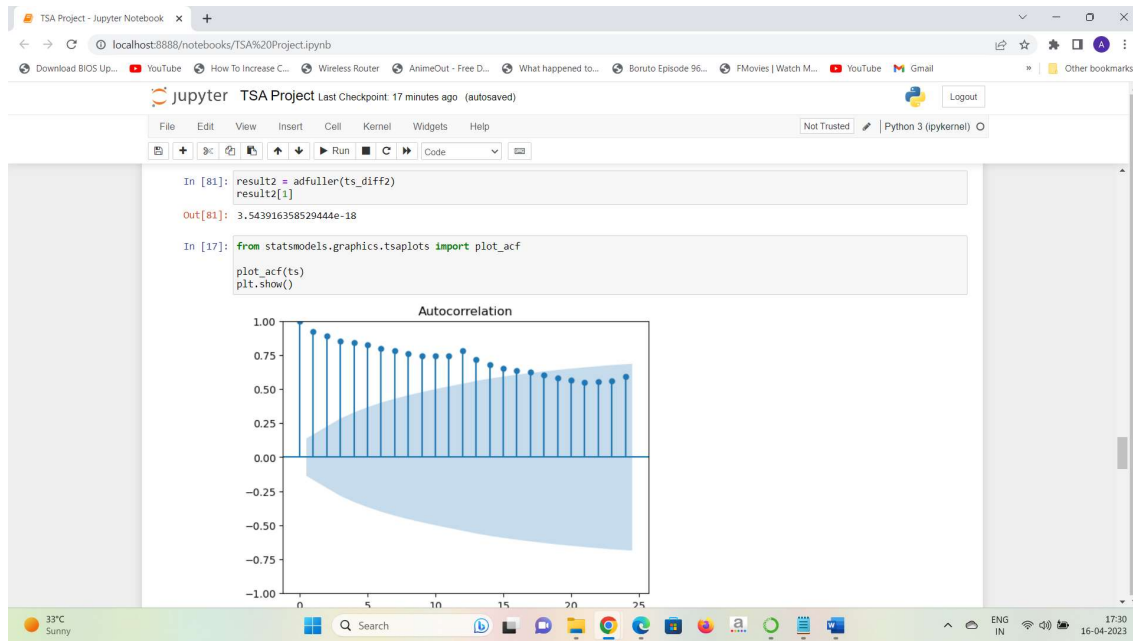 TSA Project - Jupyter Notebook
localhost:8888/notebooks/TSA%20Project.ipynb
Download BIOS Up... YouTube How To Increase C... Wireless Router AnimeOut - Free D... What happened to... Boruto Episode 96... FMovies | Watch M... YouTube Gmail » Other bookmarks
jupyter TSA Project Last Checkpoint: 17 minutes ago (autosaved) Logout
File Edit View Insert Cell Kernel Widgets Help Not Trusted Python 3 (ipykernel)
Run Code
In [81]: result2 = adfuller(ts_diff2)
result2[1]
Out[81]: 3.543916358529444e-18
In [17]: from statsmodels.graphics.tsaplots import plot_acf
plot_acf(ts)
plt.show()
Autocorrelation
1.00
0.75
0.50
0.25
0.00
−0.25
−0.50
−0.75
−1.00
0 5 10 15 20 25
33°C
Sunny
Search
ENG
IN
17:30
16-04-2023